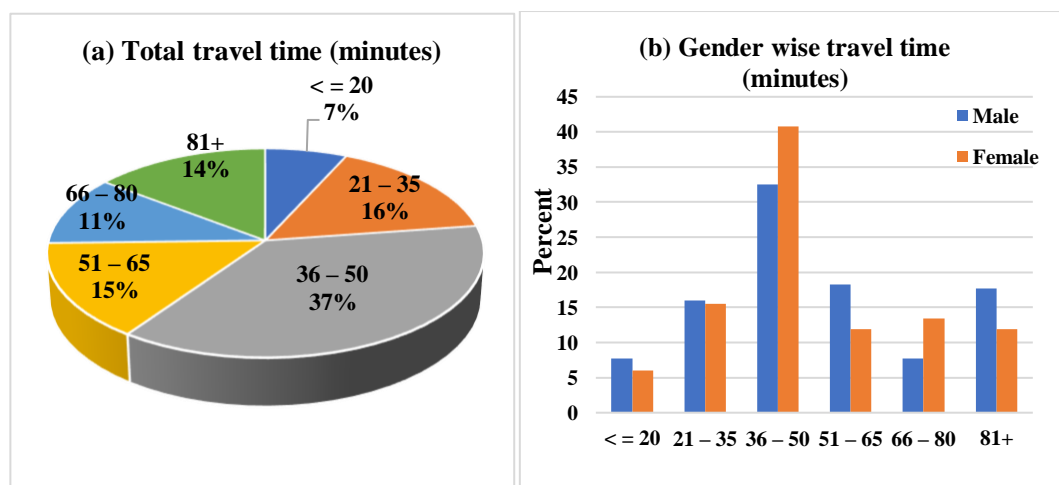 (a) Total travel time (minutes)
< = 20
7%
81+
14%
21 – 35
16%
66 – 80
11%
51 – 65
15%
36 – 50
37%
(b) Gender wise travel time
(minutes)
Percent
45
40
35
30
25
20
15
10
5
0
Male
Female
< = 20 21 – 35 36 – 50 51 – 65 66 – 80 81+